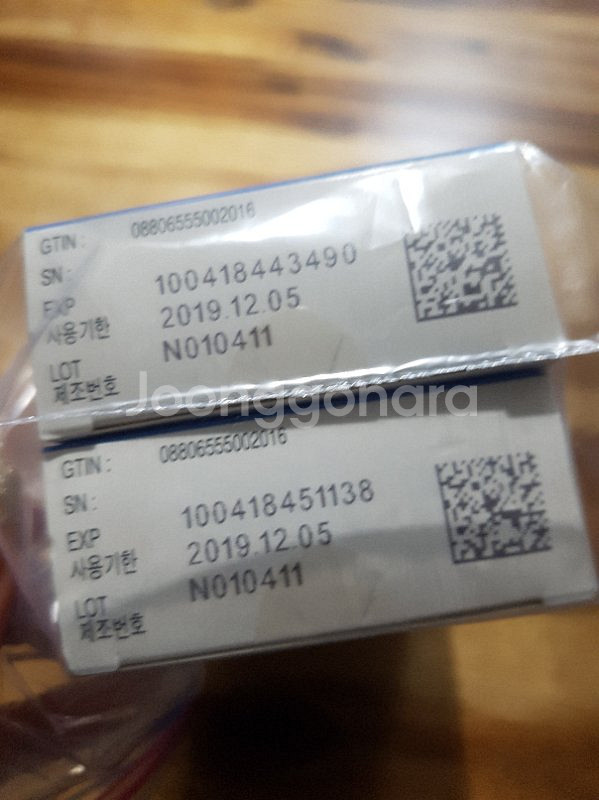 GTIN : 08806555002016
SN : 100418443490
EXP
사용기한 2019.12.05
LOT
제조번호 N010411
Joonggonara
GTIN : 08806555002016
SN : 100418451138
EXP
사용기한 2019.12.05
LOT
제조번호 N010411